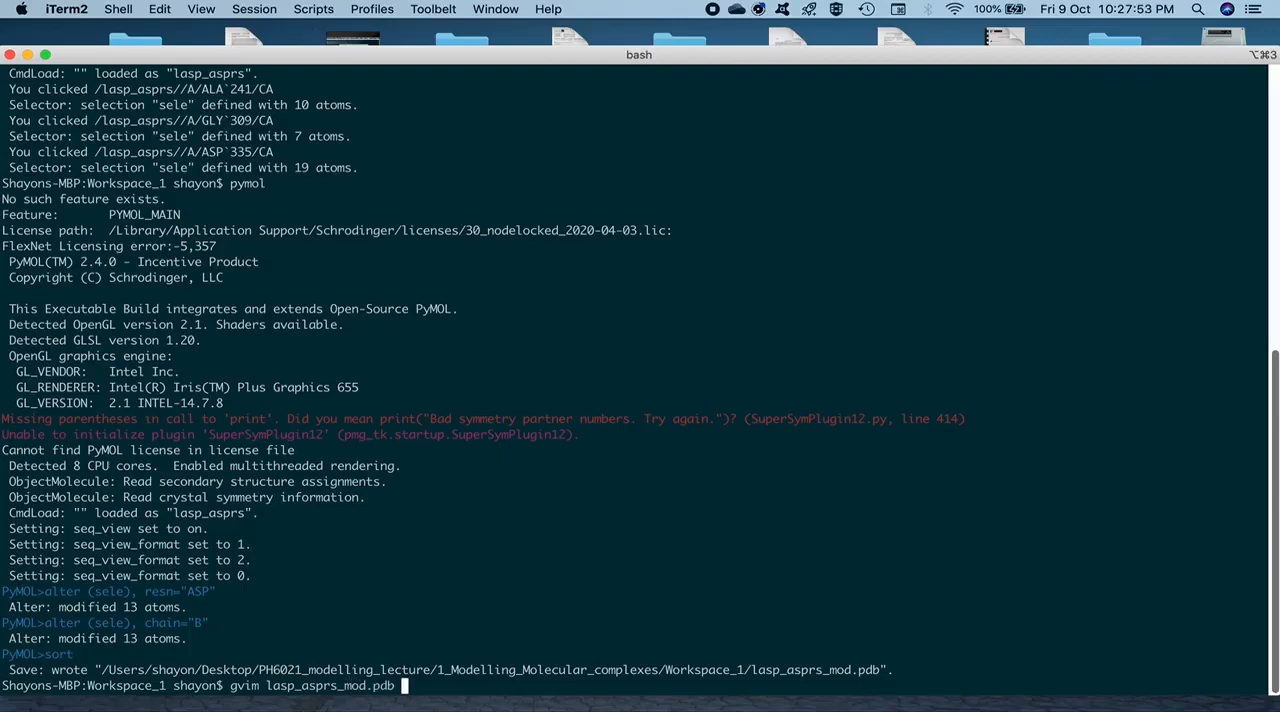 iTerm2 Shell Edit View Session Scripts Profiles Toolbelt Window Help 100% Fri 9 Oct 10:27:53 PM
bash ⌥⌘3
CmdLoad: "" loaded as "lasp_asprs".
You clicked /lasp_asprs//A/ALA`241/CA
Selector: selection "sele" defined with 10 atoms.
You clicked /lasp_asprs//A/GLY`309/CA
Selector: selection "sele" defined with 7 atoms.
You clicked /lasp_asprs//A/ASP`335/CA
Selector: selection "sele" defined with 19 atoms.
Shayons-MBP:Workspace_1 shayon$ pymol
No such feature exists.
Feature:       PYMOL_MAIN
License path:  /Library/Application Support/Schrodinger/licenses/30_nodelocked_2020-04-03.lic:
FlexNet Licensing error:-5,357
PyMOL(TM) 2.4.0 - Incentive Product
Copyright (C) Schrodinger, LLC
This Executable Build integrates and extends Open-Source PyMOL.
Detected OpenGL version 2.1. Shaders available.
Detected GLSL version 1.20.
OpenGL graphics engine:
GL_VENDOR:   Intel Inc.
GL_RENDERER: Intel(R) Iris(TM) Plus Graphics 655
GL_VERSION:  2.1 INTEL-14.7.8
Missing parentheses in call to 'print'. Did you mean print("Bad symmetry partner numbers. Try again.")? (SuperSymPlugin12.py, line 414)
Unable to initialize plugin 'SuperSymPlugin12' (pmg_tk.startup.SuperSymPlugin12).
Cannot find PyMOL license in license file
Detected 8 CPU cores.  Enabled multithreaded rendering.
ObjectMolecule: Read secondary structure assignments.
ObjectMolecule: Read crystal symmetry information.
CmdLoad: "" loaded as "lasp_asprs".
Setting: seq_view set to on.
Setting: seq_view_format set to 1.
Setting: seq_view_format set to 2.
Setting: seq_view_format set to 0.
PyMOL>alter (sele), resn="ASP"
Alter: modified 13 atoms.
PyMOL>alter (sele), chain="B"
Alter: modified 13 atoms.
PyMOL>sort
Save: wrote "/Users/shayon/Desktop/PH6021_modelling_lecture/1_Modelling_Molecular_complexes/Workspace_1/lasp_asprs_mod.pdb".
Shayons-MBP:Workspace_1 shayon$ gvim lasp_asprs_mod.pdb